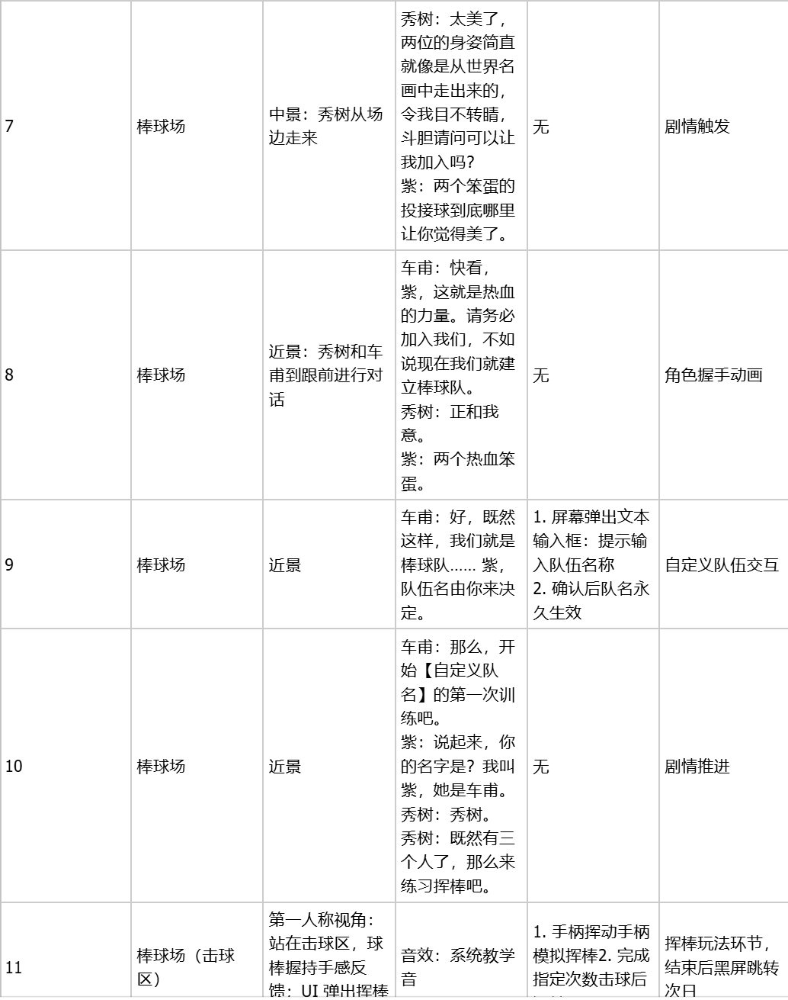 7
棒球场
中景：秀树从场
边走来
秀树：太美了，
两位的身姿简直
就像是从世界名
画中走出来的，
令我目不转睛，
斗胆请问可以让
我加入吗？
紫：两个笨蛋的
投接球到底哪里
让你觉得美了。
无
剧情触发
8
棒球场
近景：秀树和车
甫到跟前进行对
话
车甫：快看，
紫，这就是热血
的力量。请务必
加入我们，不如
说现在我们就建
立棒球队。
秀树：正和我
意。
紫：两个热血笨
蛋。
无
角色握手动画
9
棒球场
近景
车甫：好，既然
这样，我们就是
棒球队…… 紫，
队伍名由你来决
定。
1. 屏幕弹出文本
输入框：提示输
入队伍名称
2. 确认后队名永
久生效
自定义队伍交互
10
棒球场
近景
车甫：那么，开
始【自定义队
名】的第一次训
练吧。
紫：说起来，你
的名字是？我叫
紫，她是车甫。
秀树：秀树。
秀树：既然有三
个人了，那么来
练习挥棒吧。
无
剧情推进
11
棒球场（击球
区）
第一人称视角：
站在击球区，球
棒握持手感反
馈；UI 弹出挥棒
音效：系统教学
音
1. 手柄挥动手柄
模拟挥棒2. 完成
指定次数击球后
挥棒玩法环节，
结束后黑屏跳转
次日